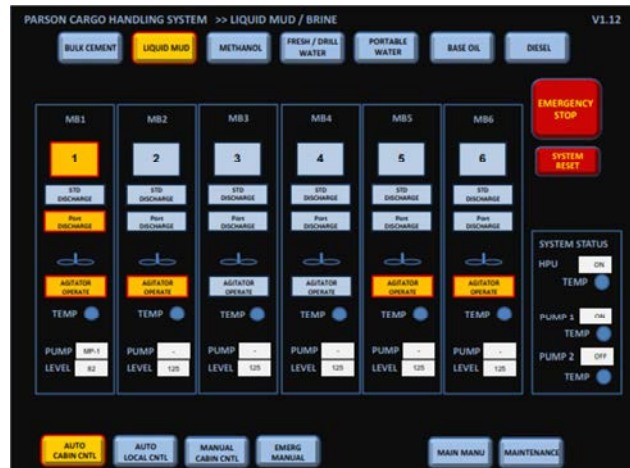 PARSON CARGO HANDLING SYSTEM >> LIQUID MUD / BRINE V1.12
BULK CEMENT
LIQUID MUD
METHANOL
FRESH / DRILL
WATER
PORTABLE
WATER
BASE OIL
DIESEL
EMERGENCY
STOP
SYSTEM
RESET
MB1 MB2 MB3 MB4 MB5 MB6
1 2 3 4 5 6
STD
DISCHARGE
STD
DISCHARGE
STD
DISCHARGE
STD
DISCHARGE
STD
DISCHARGE
STD
DISCHARGE
Port
DISCHARGE
Port
DISCHARGE
Port
DISCHARGE
Port
DISCHARGE
Port
DISCHARGE
Port
DISCHARGE
AGITATOR
OPERATE
AGITATOR
OPERATE
AGITATOR
OPERATE
AGITATOR
OPERATE
AGITATOR
OPERATE
AGITATOR
OPERATE
TEMP TEMP TEMP TEMP TEMP TEMP
PUMP MP-1 PUMP - PUMP - PUMP - PUMP - PUMP -
LEVEL 82 LEVEL 125 LEVEL 125 LEVEL 125 LEVEL 125 LEVEL 125
SYSTEM STATUS
HPU ON
TEMP
PUMP 1 ON
TEMP
PUMP 2 OFF
TEMP
AUTO
CABIN CNTL
AUTO
LOCAL CNTL
MANUAL
CABIN CNTL
EMERG
MANUAL
MAIN MANU
MAINTENANCE